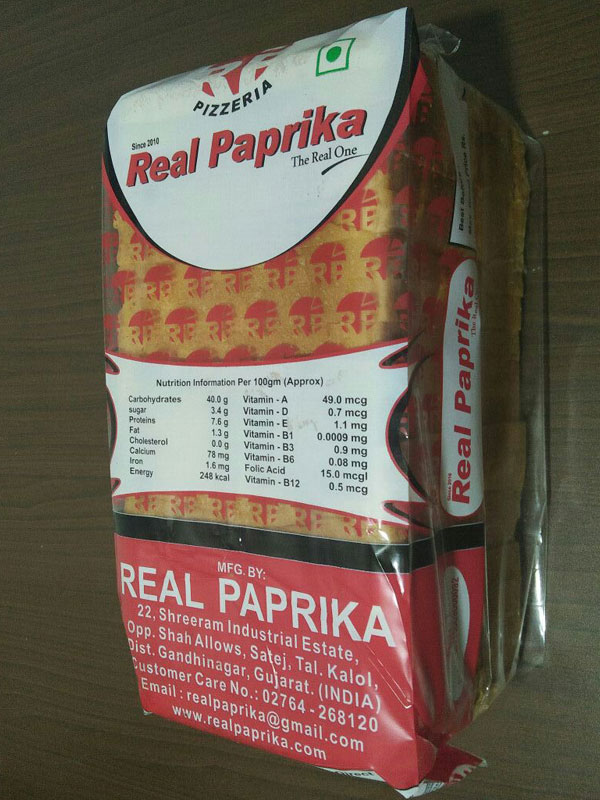 PIZZERIA
Since 2010
Real Paprika
The Real One
Nutrition Information Per 100gm (Approx)
Carbohydrates 40.0 g Vitamin - A 49.0 mcg
sugar 3.4 g Vitamin - D 0.7 mcg
Proteins 7.6 g Vitamin - E 1.1 mg
Fat 1.3 g Vitamin - B1 0.0009 mg
Cholesterol 0.0 g Vitamin - B3 0.9 mg
Calcium 78 mg Vitamin - B6 0.08 mg
Iron 1.6 mg Folic Acid 15.0 mcgl
Energy 248 kcal Vitamin - B12 0.5 mcg
MFG. BY:
REAL PAPRIKA
22, Shreeram Industrial Estate,
Opp. Shah Allows, Satej, Tal. Kalol,
Dist. Gandhinagar, Gujarat. (INDIA)
Customer Care No.: 02764 - 268120
Email : realpaprika@gmail.com
www.realpaprika.com
Real Paprika